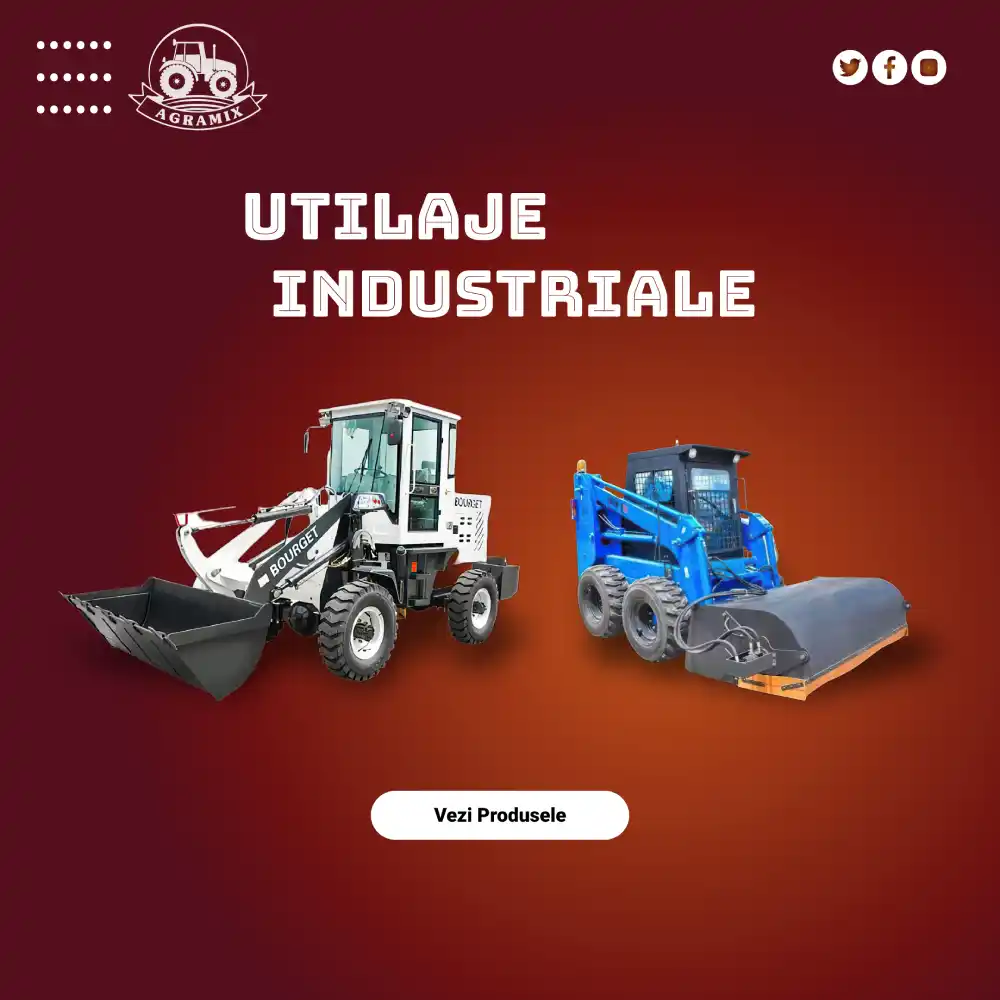 AGRAMIX
UTILAJE
INDUSTRIALE
BOURGET
BOURGET
Vezi Produsele